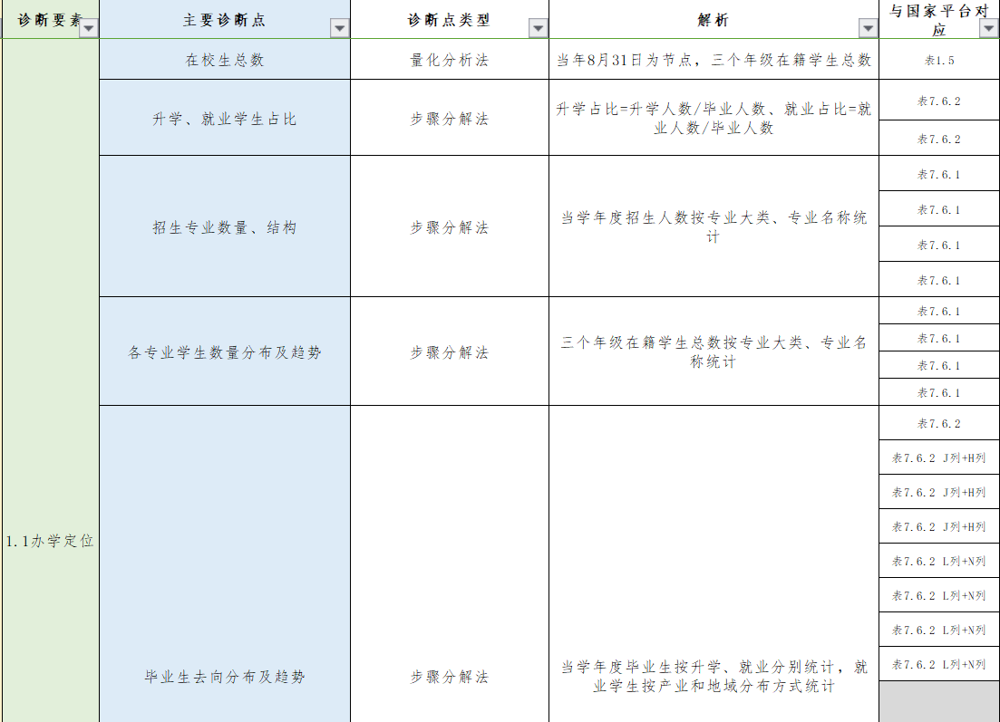 诊断要素
主要诊断点
诊断点类型
解析
与国家平台对
应
在校生总数
量化分析法
当年8月31日为节点，三个年级在籍学生总数
表1.5
升学、就业学生占比
步骤分解法
升学占比=升学人数/毕业人数、就业占比=就
业人数/毕业人数
表7.6.2
表7.6.2
招生专业数量、结构
步骤分解法
当学年度招生人数按专业大类、专业名称统
计
表7.6.1
表7.6.1
表7.6.1
表7.6.1
各专业学生数量分布及趋势
步骤分解法
三个年级在籍学生总数按专业大类、专业名
称统计
表7.6.1
表7.6.1
表7.6.1
表7.6.1
1.1办学定位
毕业生去向分布及趋势
步骤分解法
当学年度毕业生按升学、就业分别统计，就
业学生按产业和地域分布方式统计
表7.6.2
表7.6.2 J列+H列
表7.6.2 J列+H列
表7.6.2 J列+H列
表7.6.2 L列+N列
表7.6.2 L列+N列
表7.6.2 L列+N列
表7.6.2 L列+N列